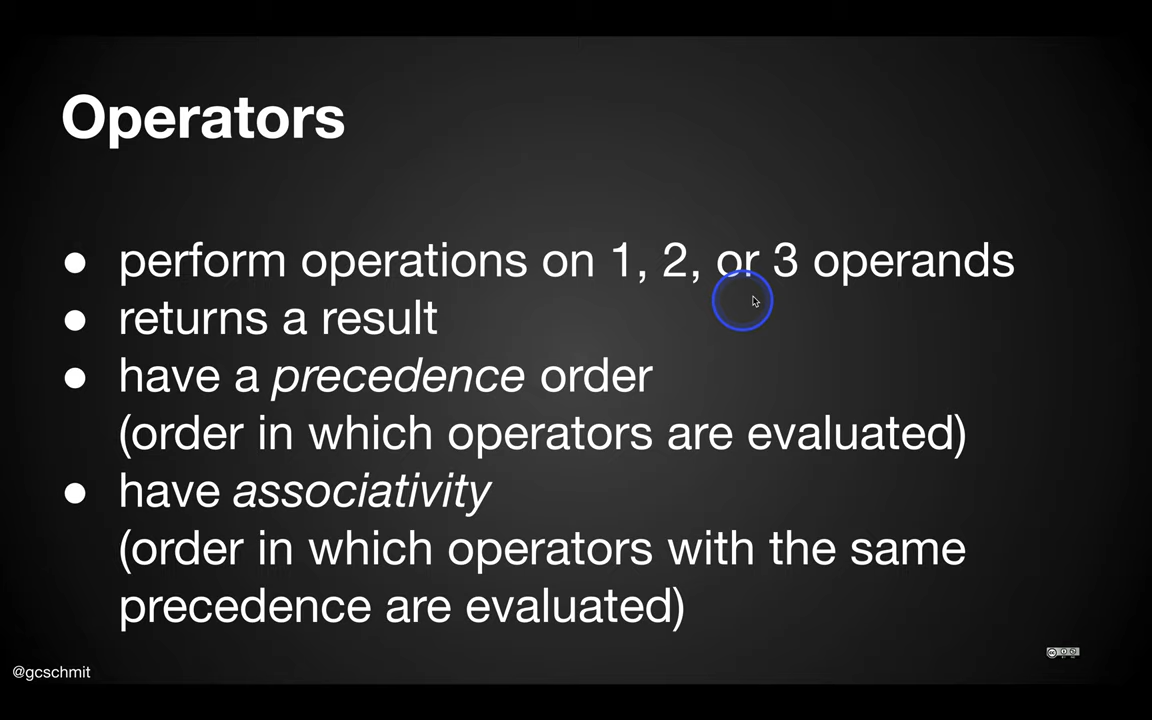 Operators
● perform operations on 1, 2, or 3 operands
● returns a result
● have a precedence order
(order in which operators are evaluated)
● have associativity
(order in which operators with the same
precedence are evaluated)
@gcschmit